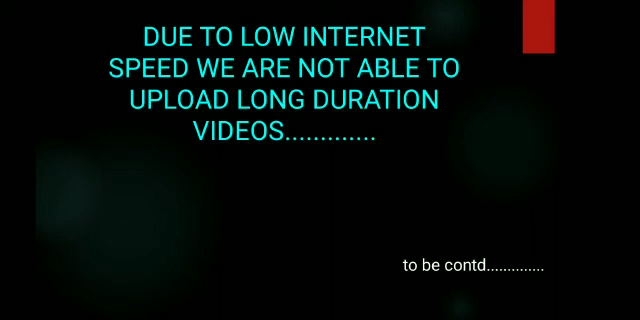 DUE TO LOW INTERNET
SPEED WE ARE NOT ABLE TO
UPLOAD LONG DURATION
VIDEOS.............
to be contd..............